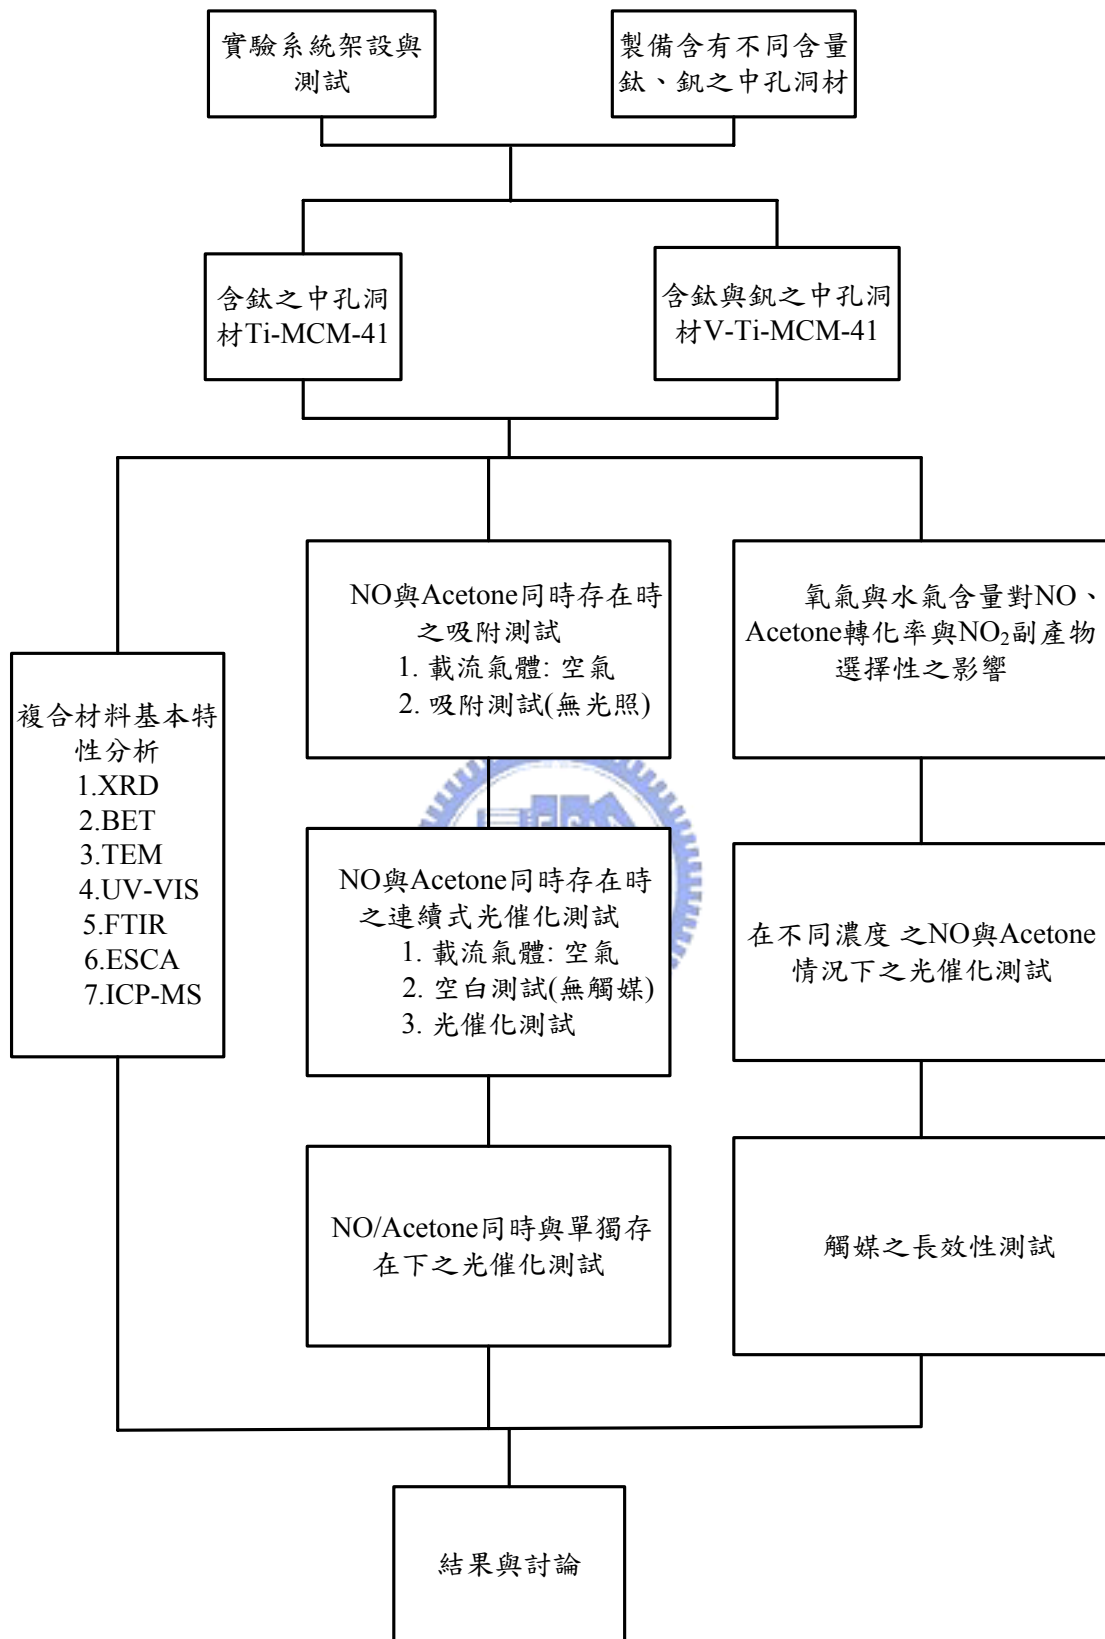 實驗系統架設與
測試
製備含有不同含量
鈦、釩之中孔洞材
含鈦之中孔洞
材Ti-MCM-41
含鈦與釩之中孔洞
材V-Ti-MCM-41
複合材料基本特
性分析
1.XRD
2.BET
3.TEM
4.UV-VIS
5.FTIR
6.ESCA
7.ICP-MS
NO與Acetone同時存在時
之吸附測試
1. 載流氣體: 空氣
2. 吸附測試(無光照)
NO與Acetone同時存在時
之連續式光催化測試
1. 載流氣體: 空氣
2. 空白測試(無觸媒)
3. 光催化測試
NO/Acetone同時與單獨存
在下之光催化測試
氧氣與水氣含量對NO、
Acetone轉化率與NO₂副產物
選擇性之影響
在不同濃度 之NO與Acetone
情況下之光催化測試
觸媒之長效性測試
結果與討論